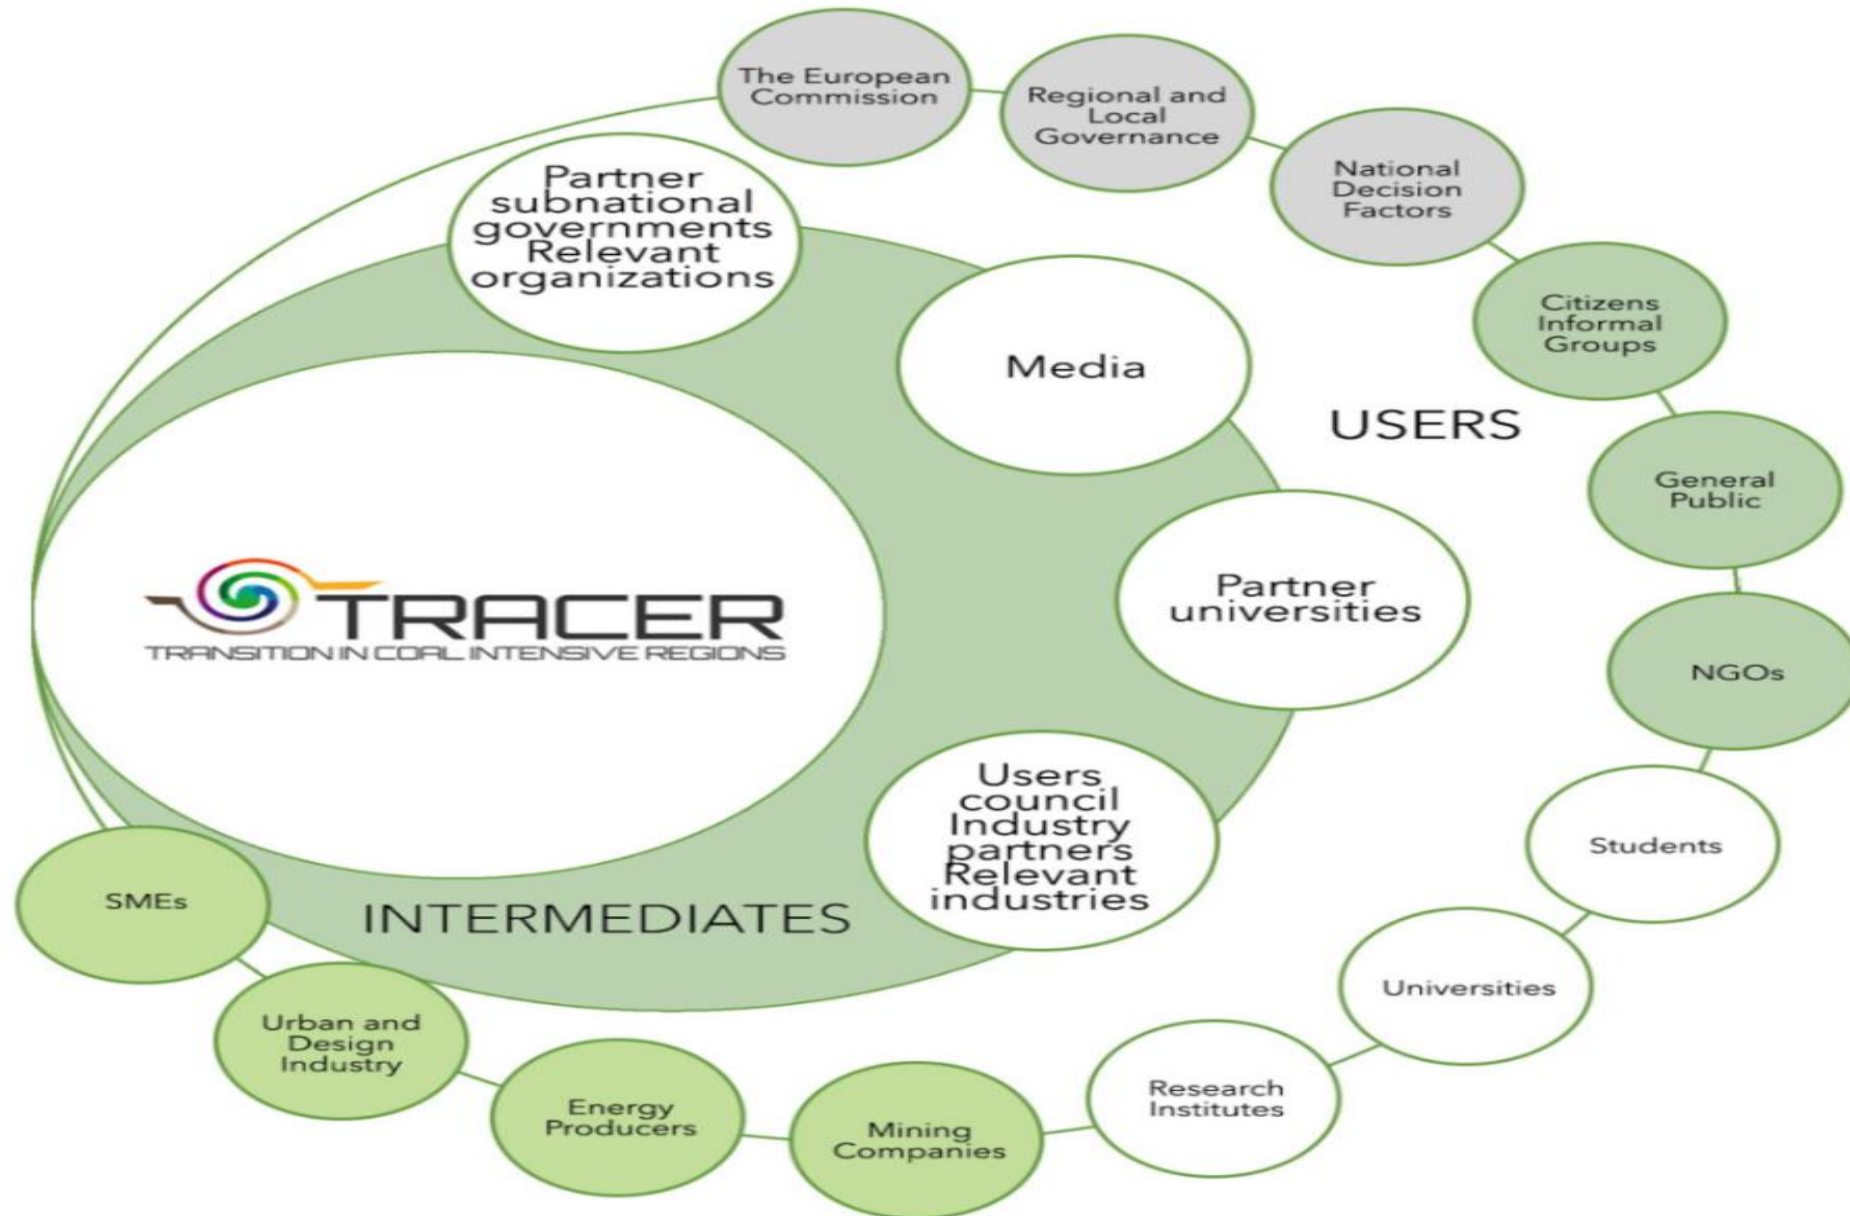 The European
Commission
Regional and
Local
Governance
National
Decision
Factors
Partner
subnational
governments
Relevant
organizations
Citizens
Informal
Groups
Media
USERS
General
Public
Partner
universities
TRACER
TRANSITION IN COAL INTENSIVE REGIONS
NGOs
Users
council
Industry
partners
Relevant
industries
Students
SMEs
INTERMEDIATES
Universities
Urban and
Design
Industry
Research
Institutes
Energy
Producers
Mining
Companies